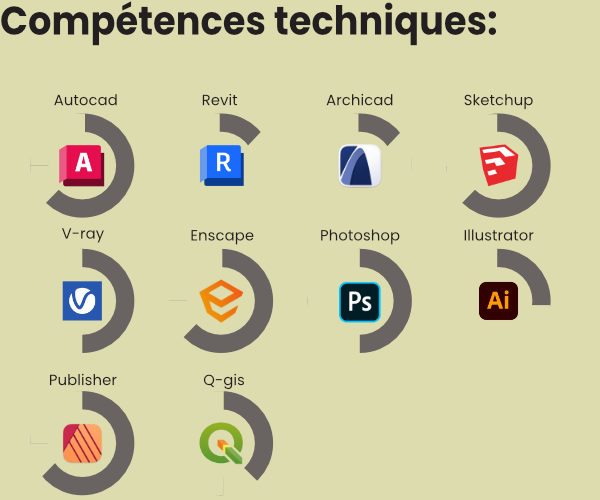 Compétences techniques:
Autocad Revit Archicad Sketchup
A R
V-ray Enscape Photoshop Illustrator
Ps Ai
Publisher Q-gis